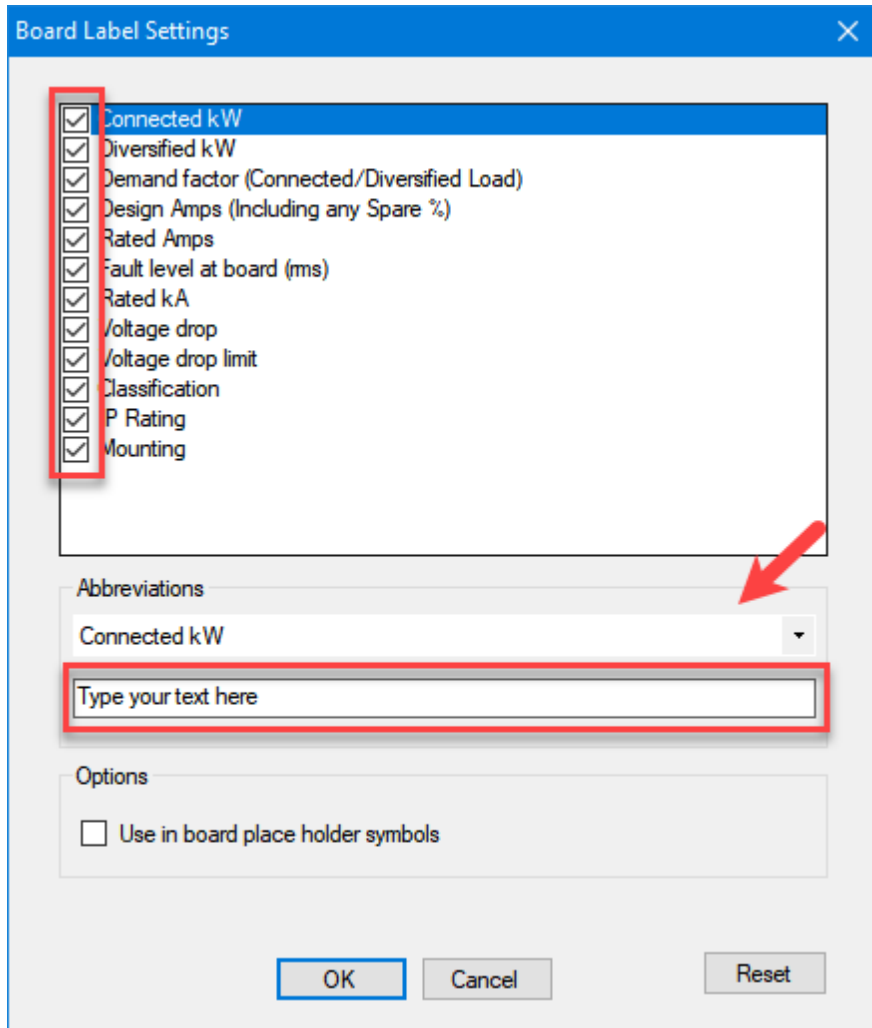 Board Label Settings
Connected kW
Diversified kW
Demand factor (Connected/Diversified Load)
Design Amps (Including any Spare %)
Rated Amps
Fault level at board (rms)
Rated kA
Voltage drop
Voltage drop limit
Classification
IP Rating
Mounting
Abbreviations
Connected kW
Type your text here
Options
Use in board place holder symbols
OK Cancel Reset